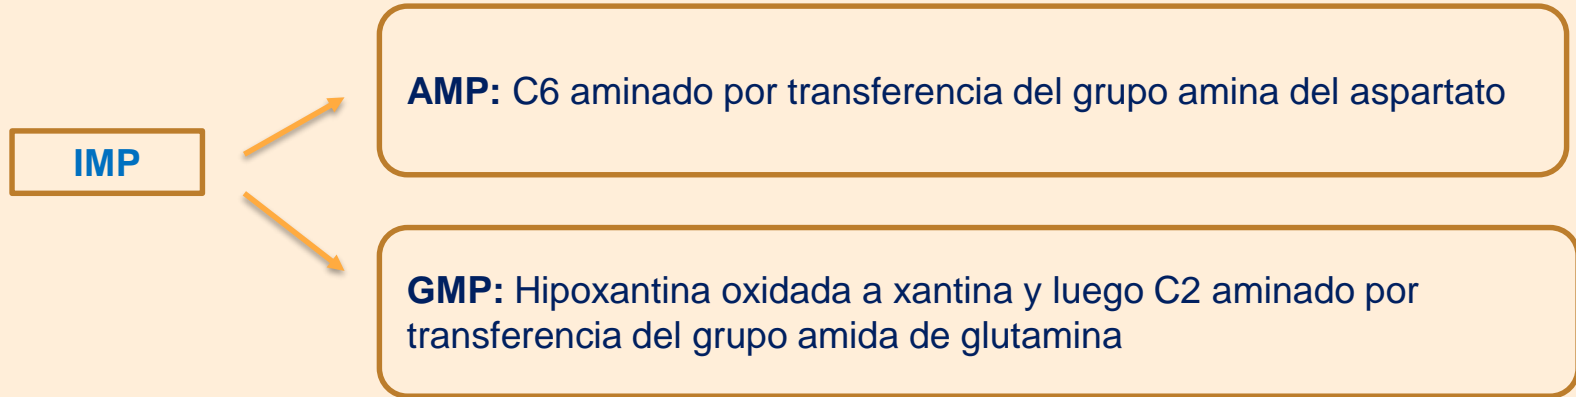 IMP
AMP: C6 aminado por transferencia del grupo amina del aspartato
GMP: Hipoxantina oxidada a xantina y luego C2 aminado por
transferencia del grupo amida de glutamina